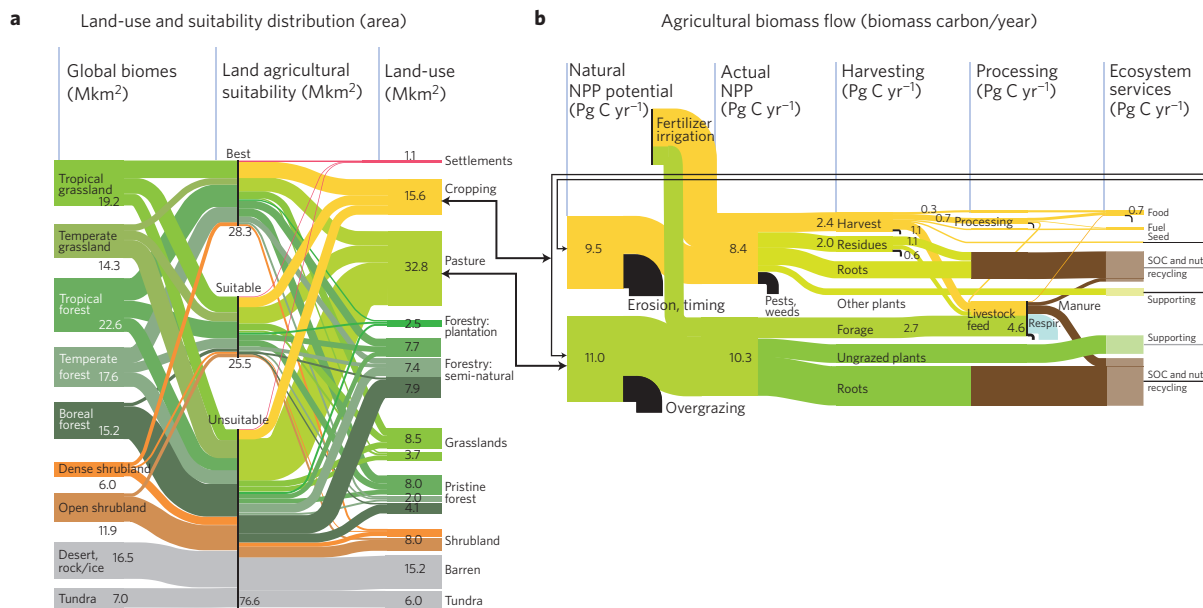 a Land-use and suitability distribution (area)
Global biomes
(Mkm²)
Land agricultural
suitability (Mkm²)
Land-use
(Mkm²)
Tropical
grassland
19.2
Temperate
grassland
14.3
Tropical
forest
22.6
Temperate
forest 17.6
Boreal
forest
15.2
Dense shrubland
6.0
Open shrubland
11.9
Desert,
rock/ice
16.5
Tundra 7.0
Best
28.3
Suitable
25.5
Unsuitable
76.6
1.1 Settlements
15.6 Cropping
32.8 Pasture
2.5 Forestry:
plantation
7.7
7.4 Forestry:
semi-natural
7.9
8.5 Grasslands
3.7
8.0 Pristine
2.0 forest
4.1
8.0 Shrubland
15.2 Barren
6.0 Tundra
b Agricultural biomass flow (biomass carbon/year)
Natural
NPP potential
(Pg C yr⁻¹)
Actual
NPP
(Pg C yr⁻¹)
Harvesting
(Pg C yr⁻¹)
Processing
(Pg C yr⁻¹)
Ecosystem
services
(Pg C yr⁻¹)
Fertilizer
irrigation
9.5
Erosion, timing
11.0
Overgrazing
8.4
Pests,
weeds
10.3
2.4 Harvest
2.0 Residues
Roots
Other plants
Forage 2.7
Ungrazed plants
Roots
0.3
0.7 Processing
1.1
1.1
0.6
Livestock
feed 4.6
Respir.
Manure
0.7 Food
Fuel
Seed
SOC and nut
recycling
Supporting
Supporting
SOC and nut
recycling